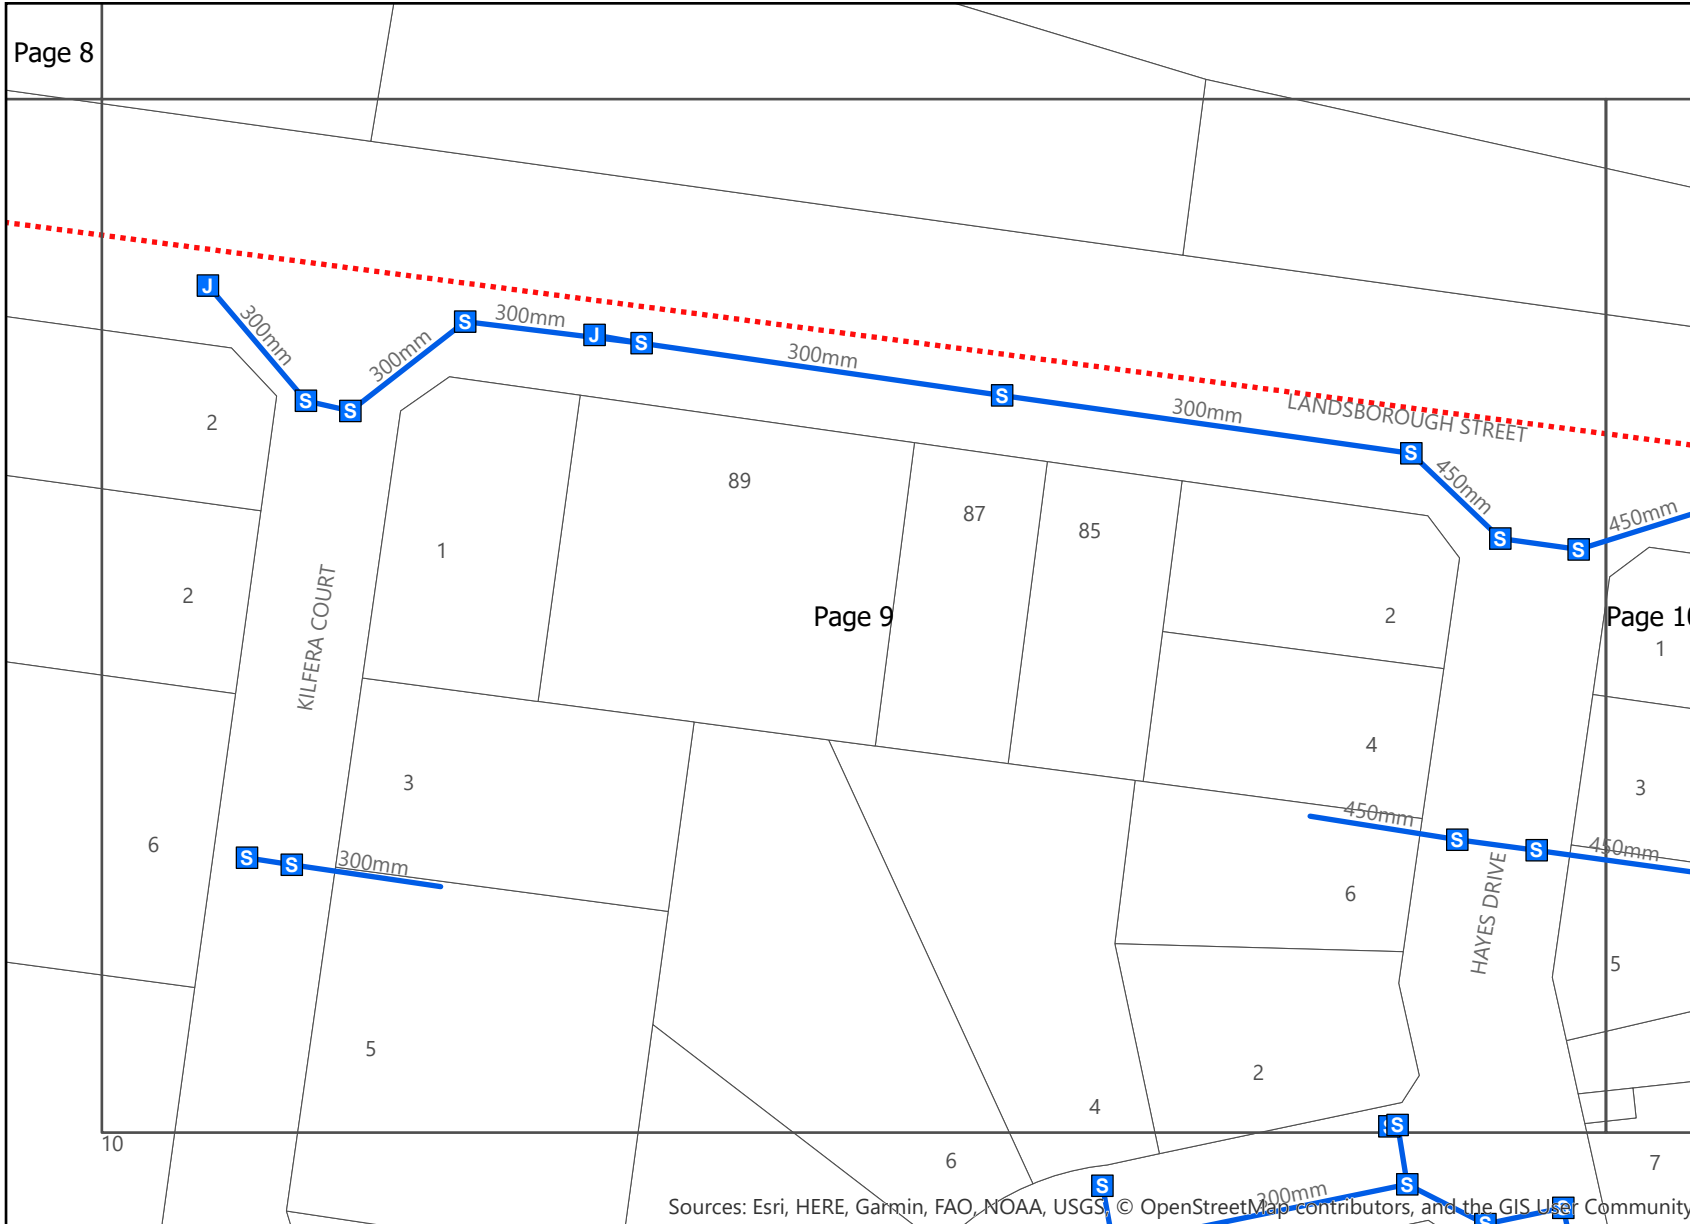 Page 8
J
300mm
S
300mm
J
S
300mm
300mm
S
S
S
300mm
LANDSBOROUGH STREET
2
S
450mm
450mm
89
87
85
S
S
1
KILFERA COURT
2
Page 9
2
Page 10
1
4
3
3
450mm
S
S
450mm
6
S
S
300mm
6
HAYES DRIVE
5
5
2
4
S
S
10
6
7
S
S
300mm
S
S
Sources: Esri, HERE, Garmin, FAO, NOAA, USGS, © OpenStreetMap contributors, and the GIS User Community